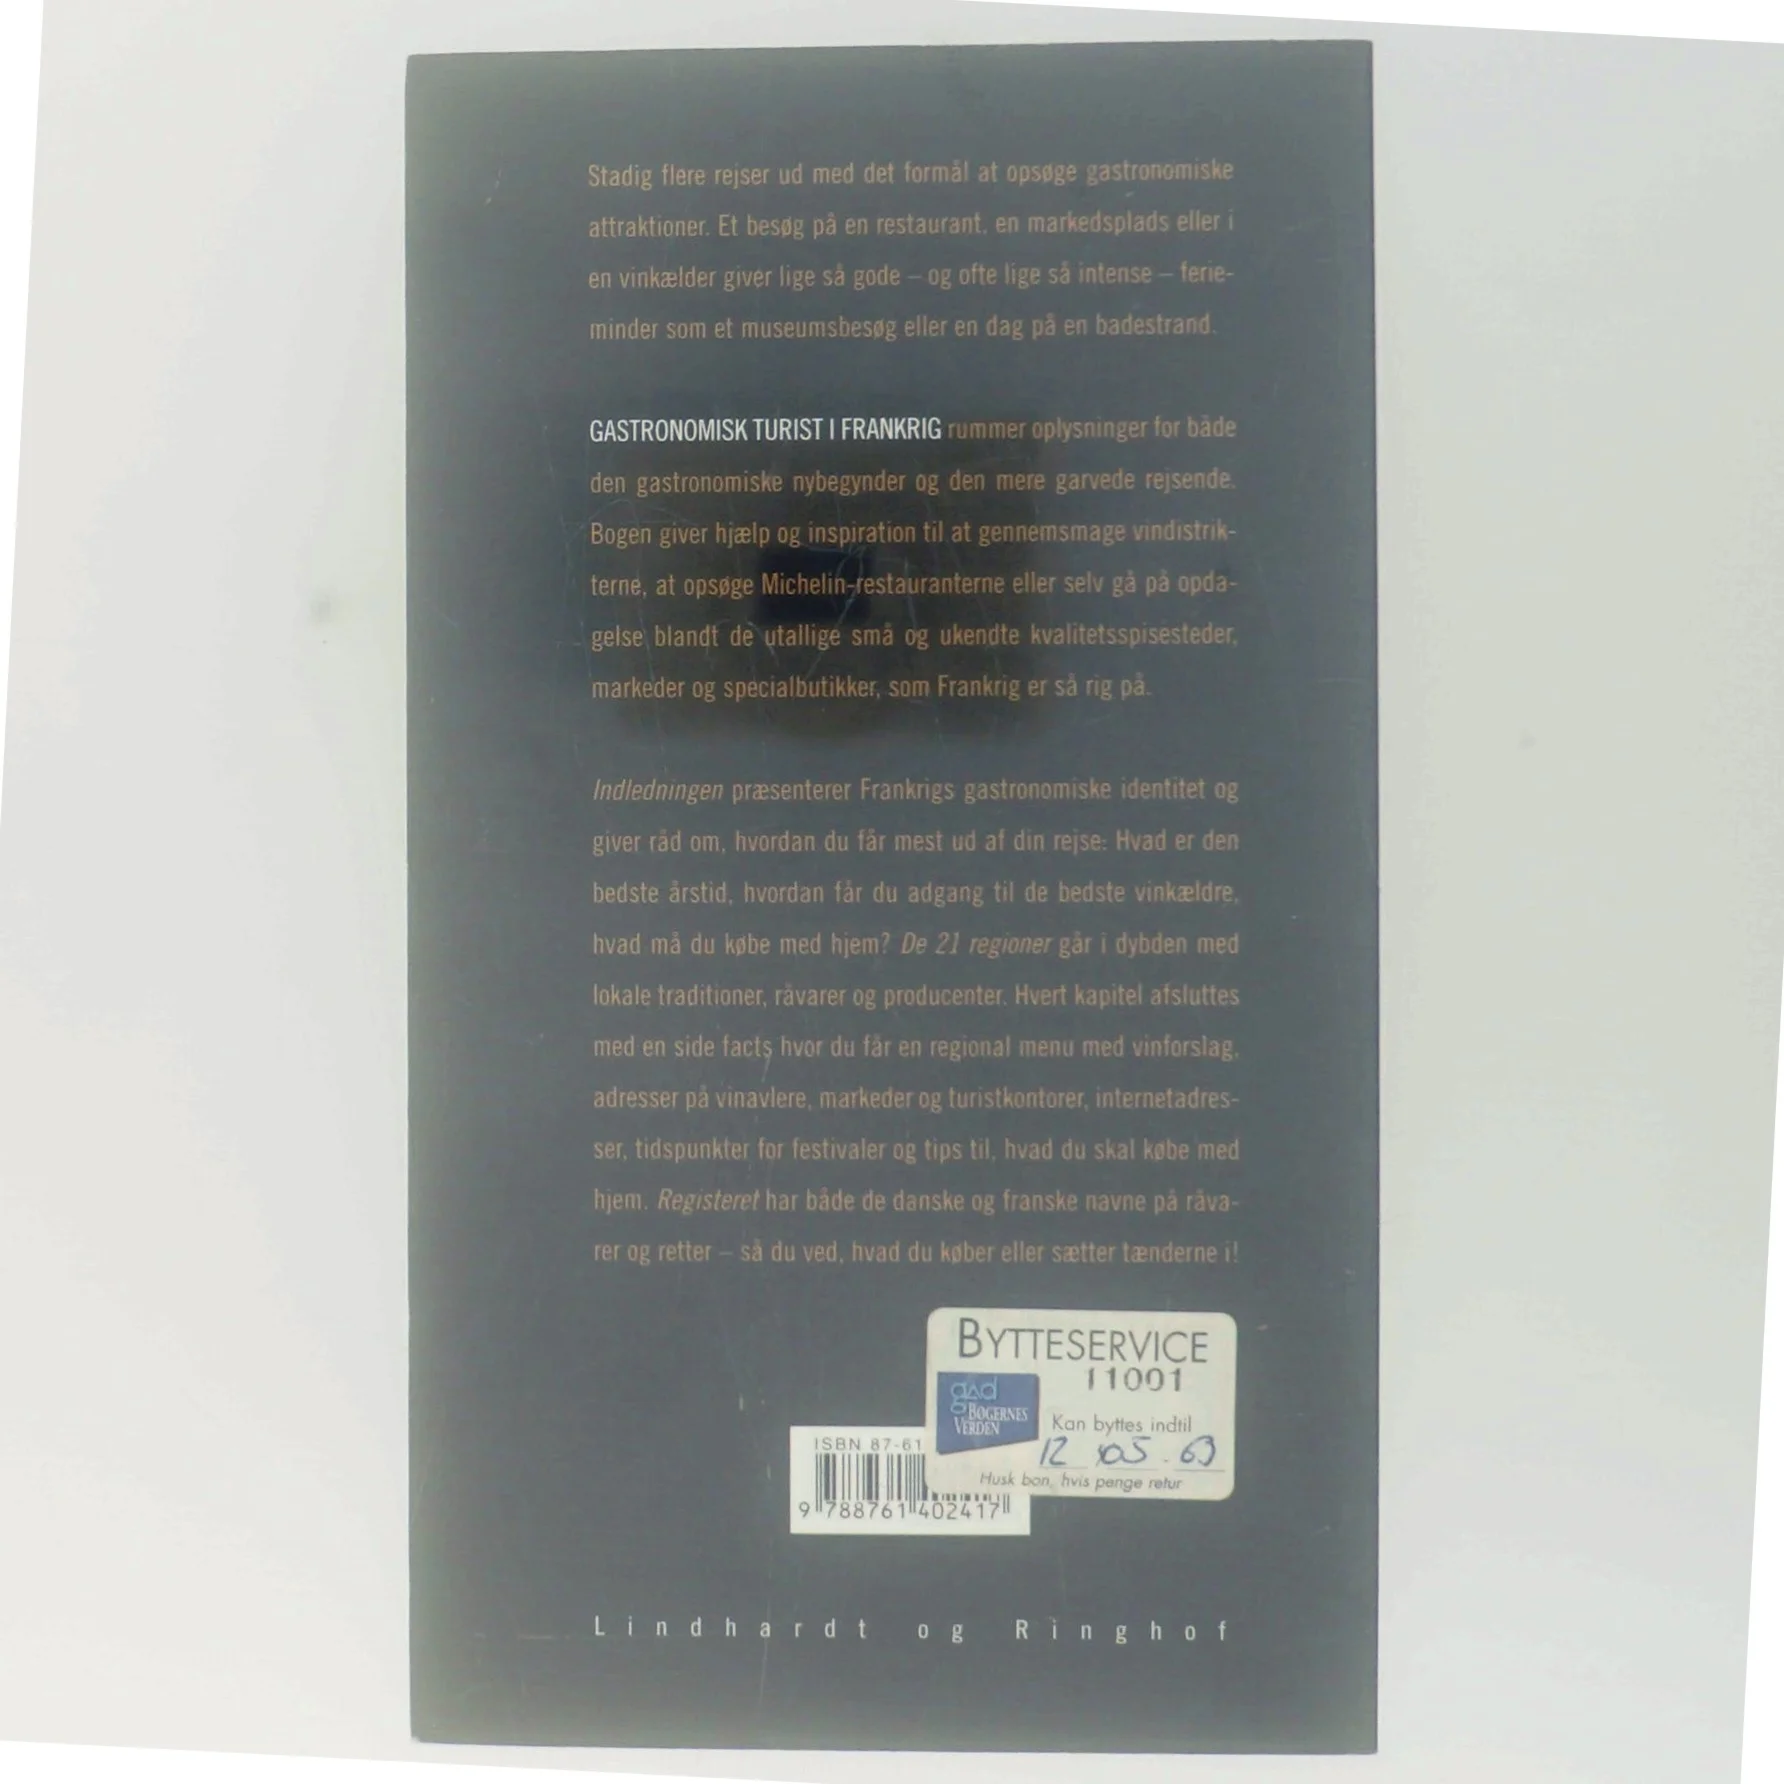 Stadig flere rejser ud med det formål at opsøge gastronomiske
attraktioner. Et besøg på en restaurant, en markedsplads eller i
en vinkælder giver lige så gode – og ofte lige så intense – ferie-
minder som et museumsbesøg eller en dag på en badestrand.
GASTRONOMISK TURIST I FRANKRIG rummer oplysninger for både
den gastronomiske nybegynder og den mere garvede rejsende.
Bogen giver hjælp og inspiration til at gennemsmage vindistrik-
terne, at opsøge Michelin-restauranterne eller selv gå på opda-
gelse blandt de utallige små og ukendte kvalitetsspisesteder,
markeder og specialbutikker, som Frankrig er så rig på.
Indledningen præsenterer Frankrigs gastronomiske identitet og
giver råd om, hvordan du får mest ud af din rejse: Hvad er den
bedste årstid, hvordan får du adgang til de bedste vinkældre,
hvad må du købe med hjem? De 21 regioner går i dybden med
lokale traditioner, råvarer og producenter. Hvert kapitel afsluttes
med en side facts hvor du får en regional menu med vinforslag,
adresser på vinavlere, markeder og turistkontorer, internetadres-
ser, tidspunkter for festivaler og tips til, hvad du skal købe med
hjem. Registeret har både de danske og franske navne på råva-
rer og retter – så du ved, hvad du køber eller sætter tænderne i!
BYTTESERVICE
11001
gad
BØGERNES
VERDEN
Kan byttes indtil
12 05 . 03
Husk bon, hvis penge retur
ISBN 87-61
9 788761 402417
Lindhardt og Ringhof